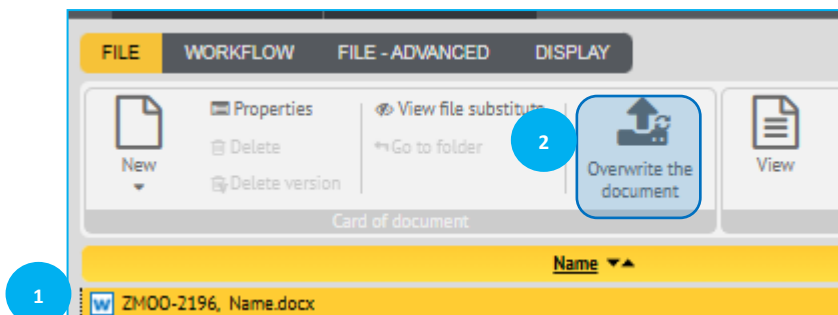 FILE WORKFLOW FILE - ADVANCED DISPLAY
New
Properties
Delete
Delete version
View file substitute
Go to folder
2
Overwrite the
document
View
Card of document
Name
1
W ZMOO-2196, Name.docx